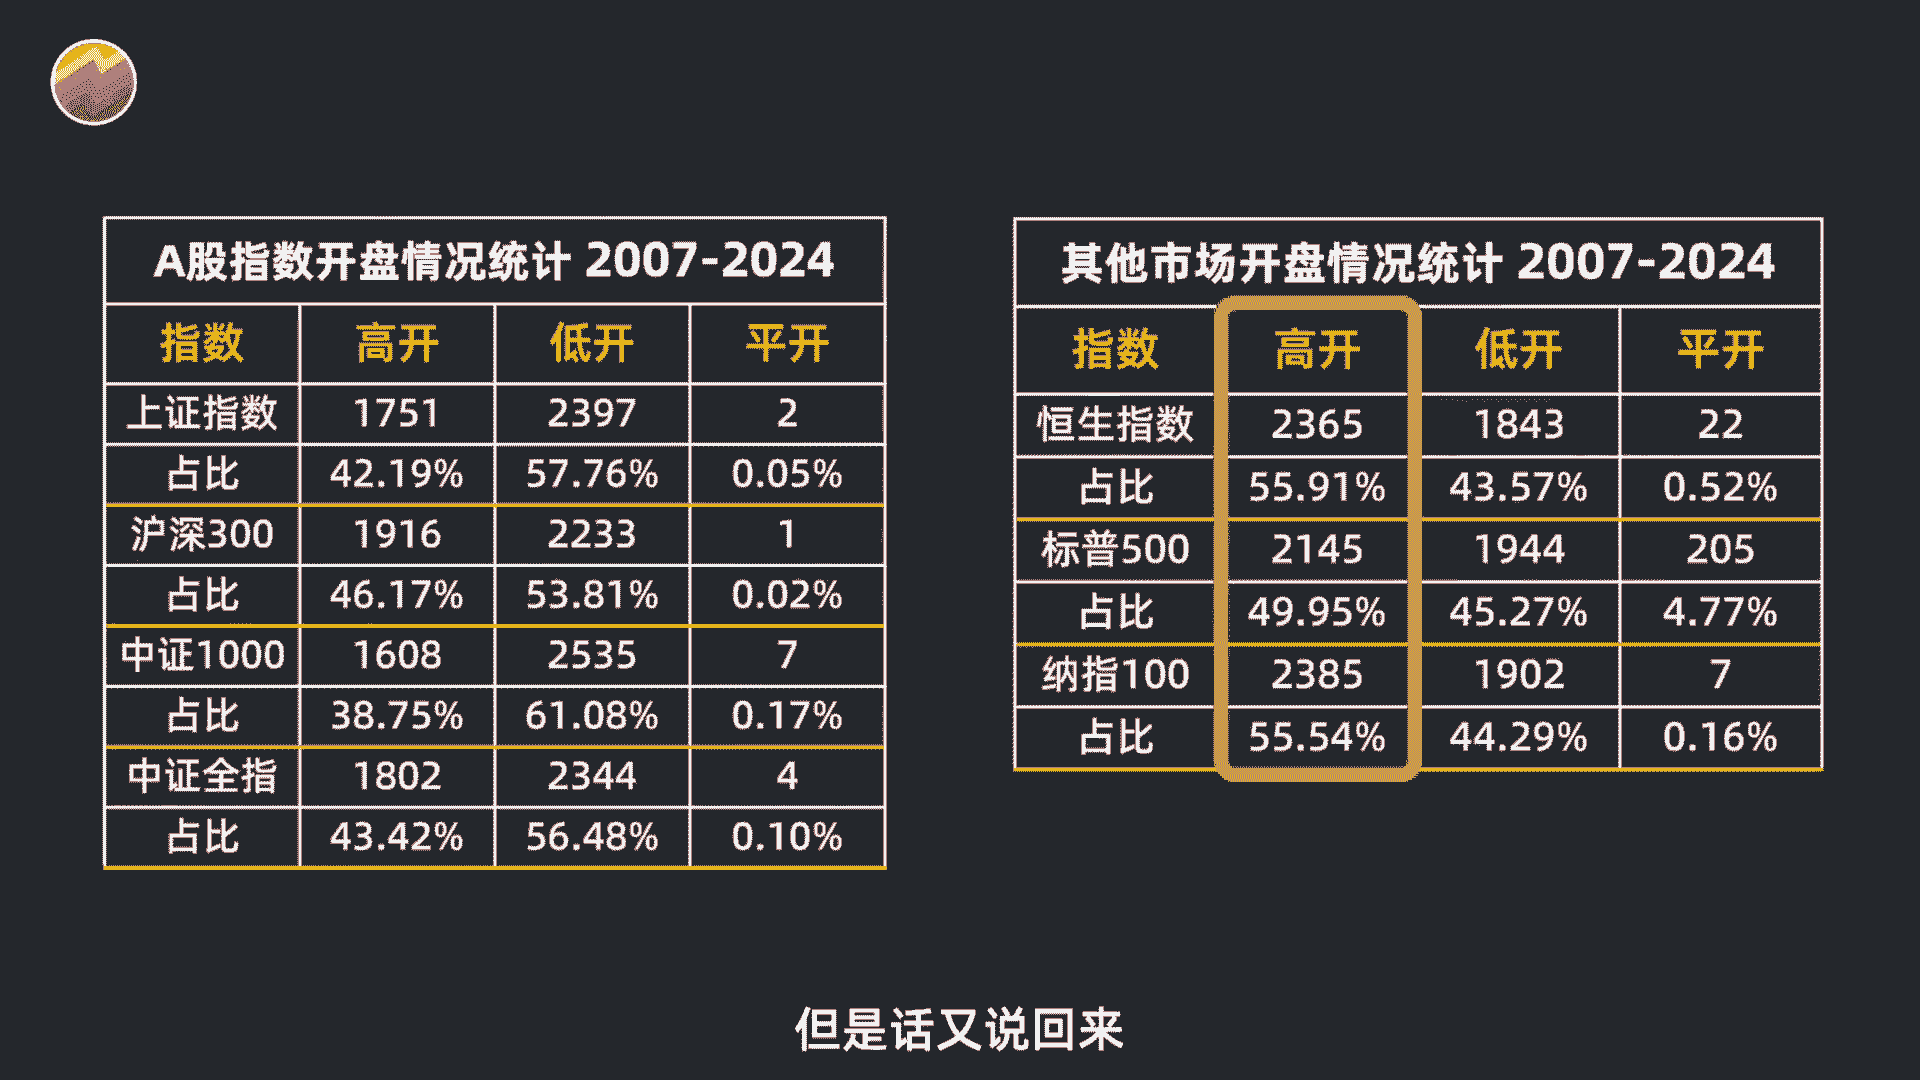 A股指数开盘情况统计 2007-2024
指数 高开 低开 平开
上证指数 1751 2397 2
占比 42.19% 57.76% 0.05%
沪深300 1916 2233 1
占比 46.17% 53.81% 0.02%
中证1000 1608 2535 7
占比 38.75% 61.08% 0.17%
中证全指 1802 2344 4
占比 43.42% 56.48% 0.10%
其他市场开盘情况统计 2007-2024
指数 高开 低开 平开
恒生指数 2365 1843 22
占比 55.91% 43.57% 0.52%
标普500 2145 1944 205
占比 49.95% 45.27% 4.77%
纳指100 2385 1902 7
占比 55.54% 44.29% 0.16%
但是话又说回来